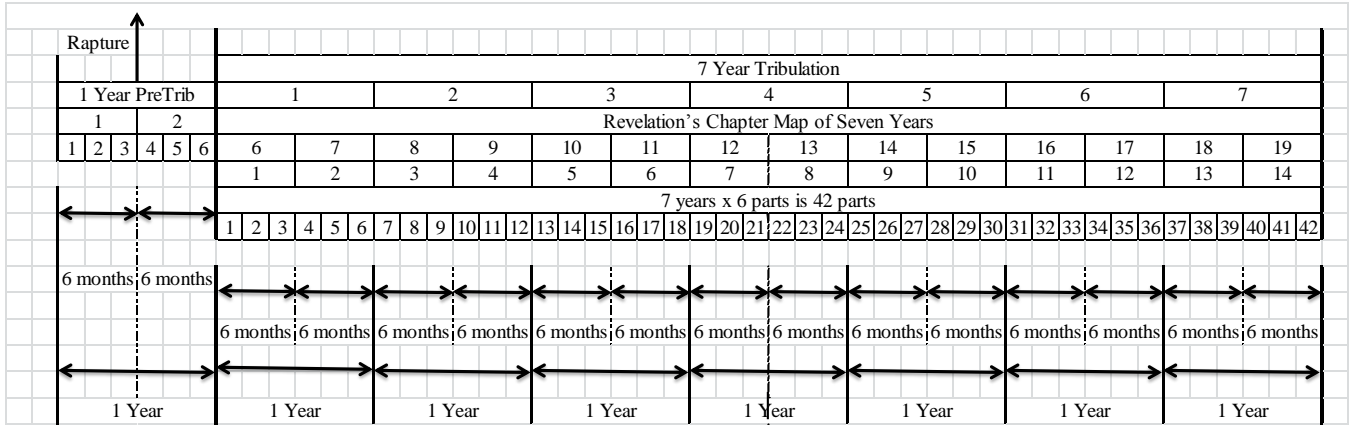 Rapture
7 Year Tribulation
1 Year PreTrib 1 2 3 4 5 6 7
1 2 Revelation’s Chapter Map of Seven Years
1 2 3 4 5 6 6 7 8 9 10 11 12 13 14 15 16 17 18 19
1 2 3 4 5 6 7 8 9 10 11 12 13 14
7 years x 6 parts is 42 parts
1 2 3 4 5 6 7 8 9 10 11 12 13 14 15 16 17 18 19 20 21 22 23 24 25 26 27 28 29 30 31 32 33 34 35 36 37 38 39 40 41 42
6 months 6 months
6 months 6 months 6 months 6 months 6 months 6 months 6 months 6 months 6 months 6 months 6 months 6 months 6 months 6 months
1 Year 1 Year 1 Year 1 Year 1 Year 1 Year 1 Year 1 Year